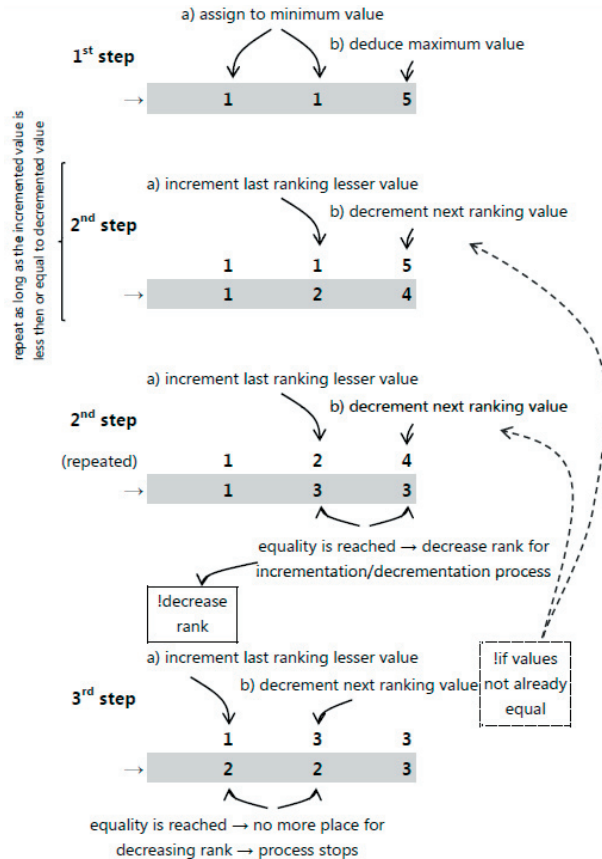 a) assign to minimum value
1st step
b) deduce maximum value
→ 1 1 5
repeat as long as the incremented value is
less then or equal to decremented value
a) increment last ranking lesser value
2nd step
b) decrement next ranking value
1 1 5
→ 1 2 4
a) increment last ranking lesser value
2nd step
b) decrement next ranking value
(repeated) 1 2 4
→ 1 3 3
equality is reached → decrease rank for
incrementation/decrementation process
!decrease
rank
a) increment last ranking lesser value
!if values
not already
equal
3rd step
b) decrement next ranking value
1 3 3
→ 2 2 3
equality is reached → no more place for
decreasing rank → process stops